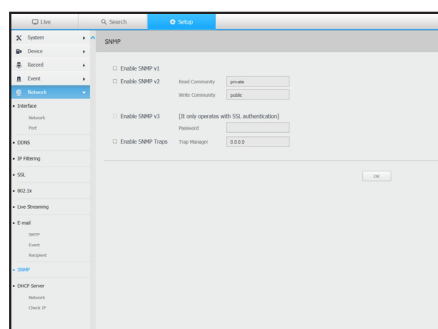 Live
Search
Setup
System
Device
Record
Event
Network
Interface
Network
Port
DDNS
IP Filtering
SSL
802.1x
Live Streaming
E-mail
SMTP
Event
Recipient
SNMP
DHCP Server
Network
Check IP
SNMP
Enable SNMP v1
Enable SNMP v2 Read Community private
Write Community public
Enable SNMP v3 (It only operates with SSL authentication)
Password
Enable SNMP Traps Trap Manager 0.0.0.0
OK